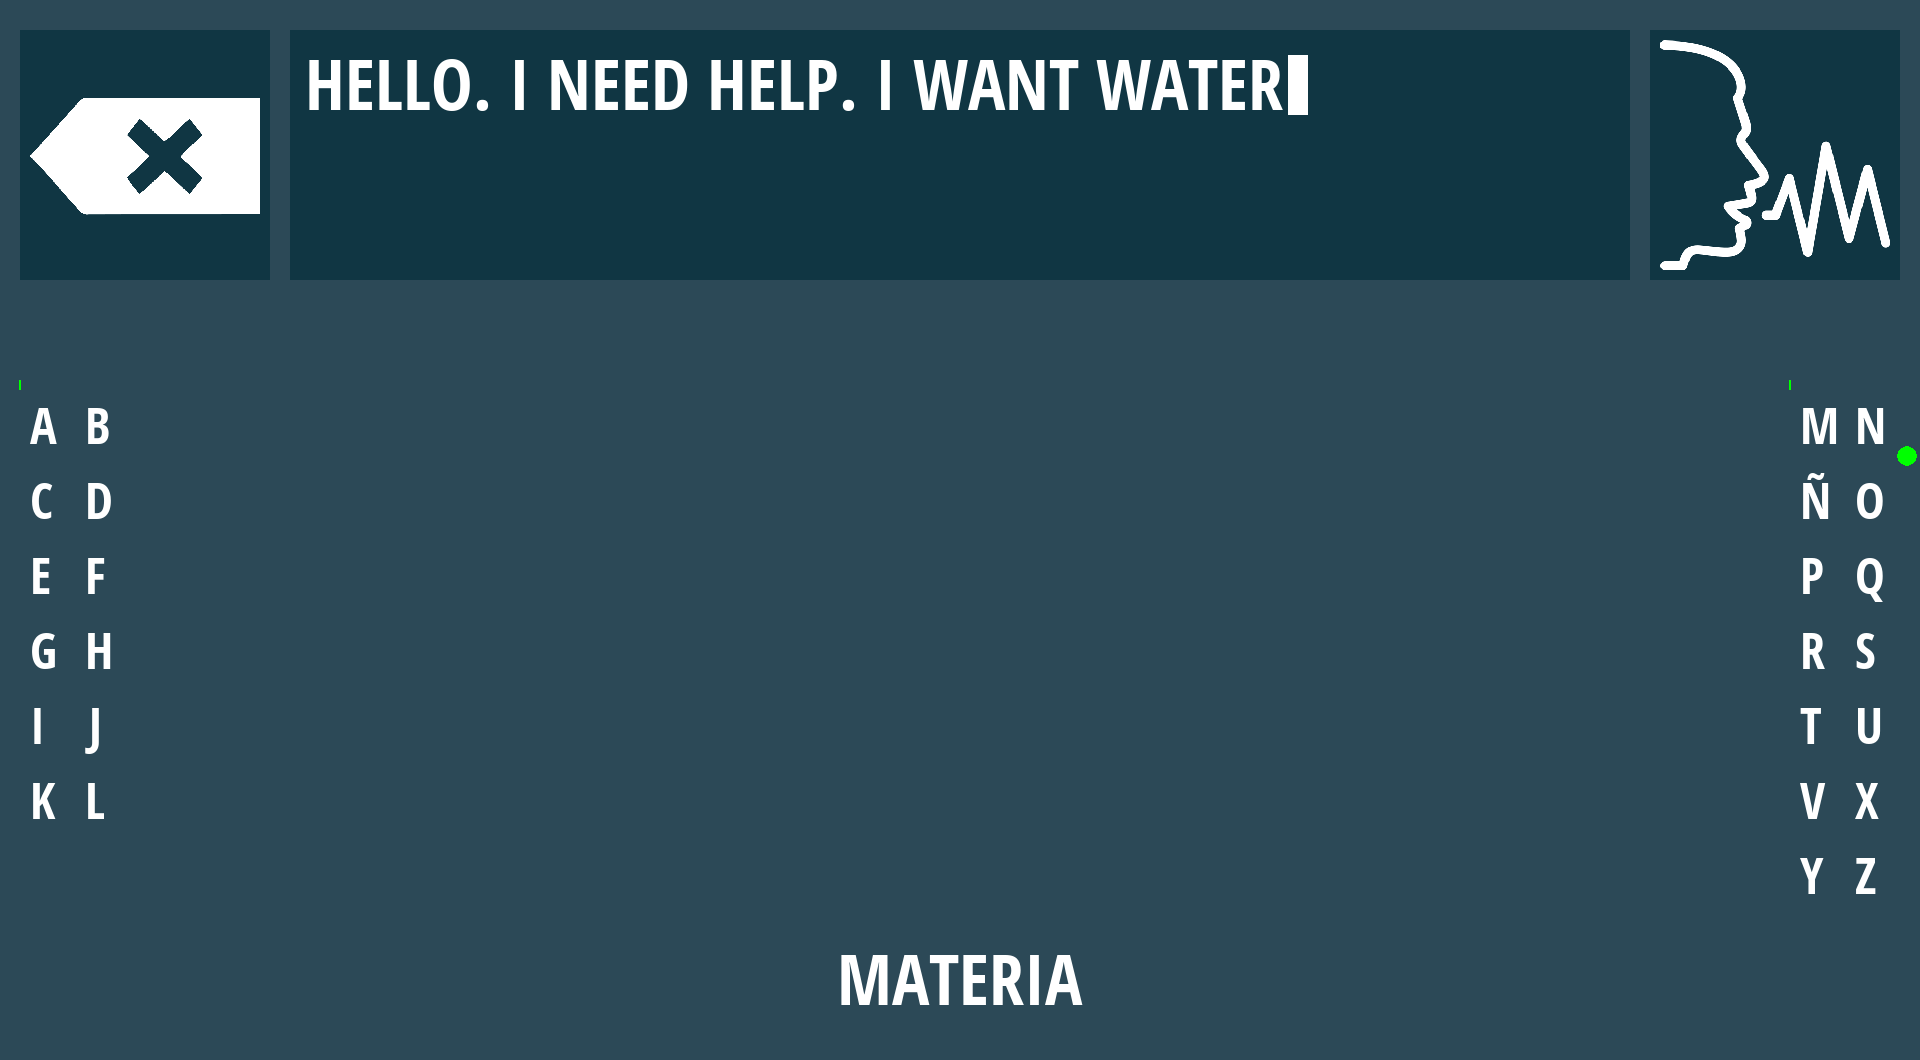 HELLO. I NEED HELP. I WANT WATER
A B
C D
E F
G H
I J
K L
M N
Ñ O
P Q
R S
T U
V X
Y Z
MATERIA